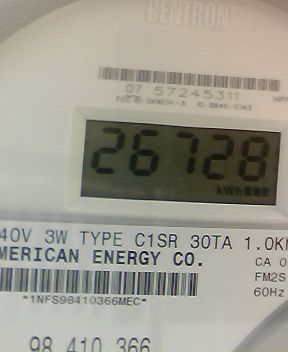 CENTRON
07 57245311
26728
kWh
40V 3W TYPE C1SR 30TA 1.0K
MERICAN ENERGY CO.
CA 0
FM2S
60Hz
*1NFS98410366MEC*
98 410 366